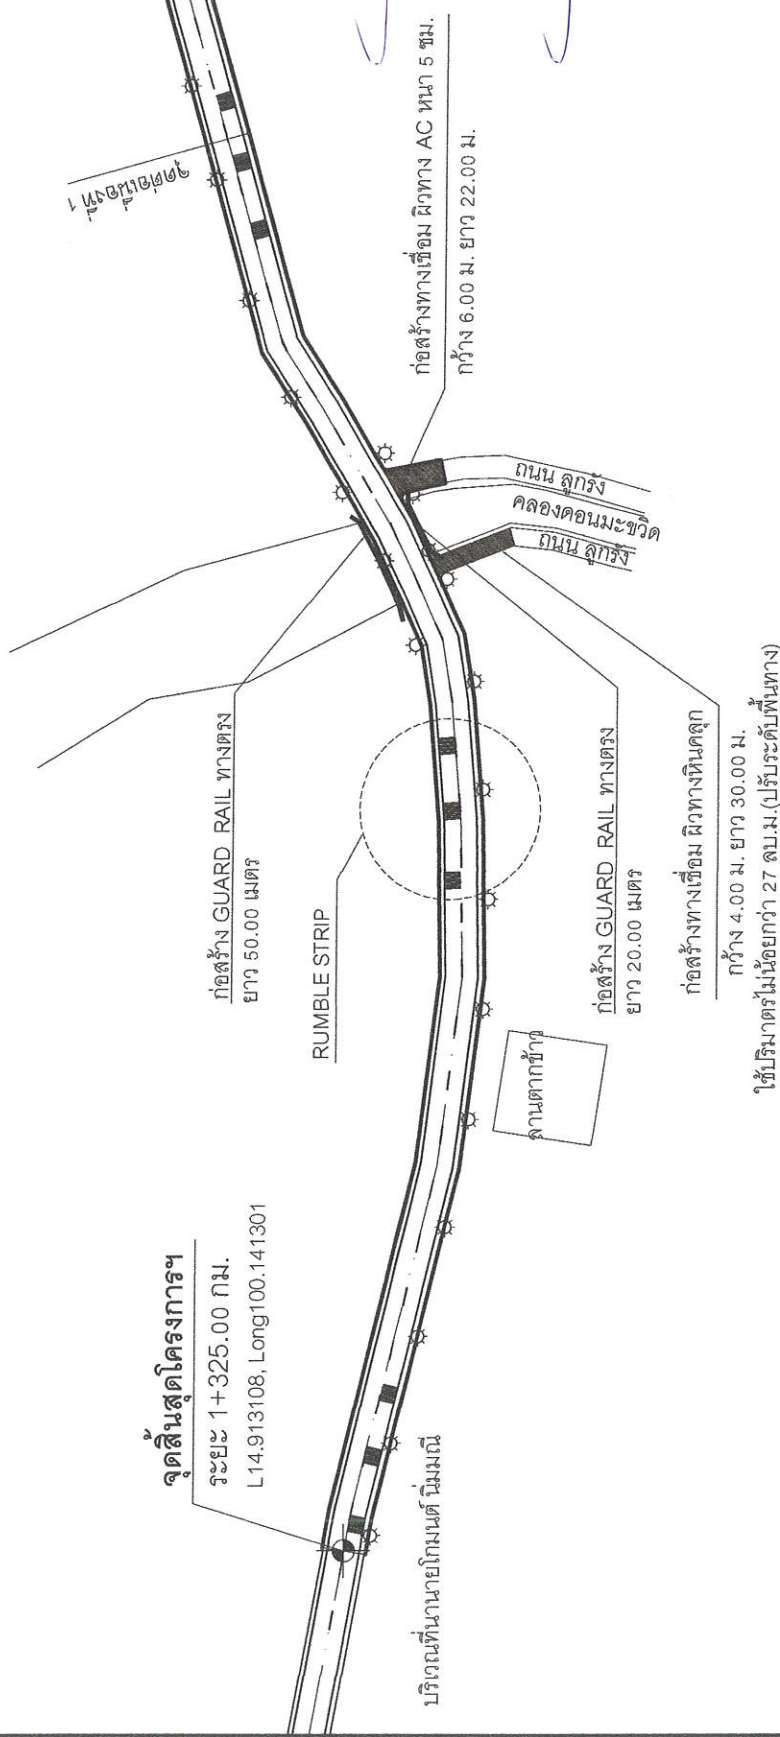 จุดสิ้นสุดโครงการฯ
ระยะ 1+325.00 กม.
L14.913108, Long100.141301
บริเวณที่นานายโกมนต์ นิ่มมณี
ก่อสร้าง GUARD RAIL ทางตรง
ยาว 50.00 เมตร
RUMBLE STRIP
ลานตากข้าว
ก่อสร้าง GUARD RAIL ทางตรง
ยาว 20.00 เมตร
ก่อสร้างทางเชื่อม ผิวทางหินคลุก
กว้าง 4.00 ม. ยาว 30.00 ม.
ใช้ปริมาตรไม่น้อยกว่า 27 ลบ.ม.(ปรับระดับพื้นทาง)
จุดต่อเนื่องที่ 1
ก่อสร้างทางเชื่อม ผิวทาง AC หนา 5 ซม.
กว้าง 6.00 ม. ยาว 22.00 ม.
ถนน ลูกรัง
คลองดอนมะขวิด
ถนน ลูกรัง